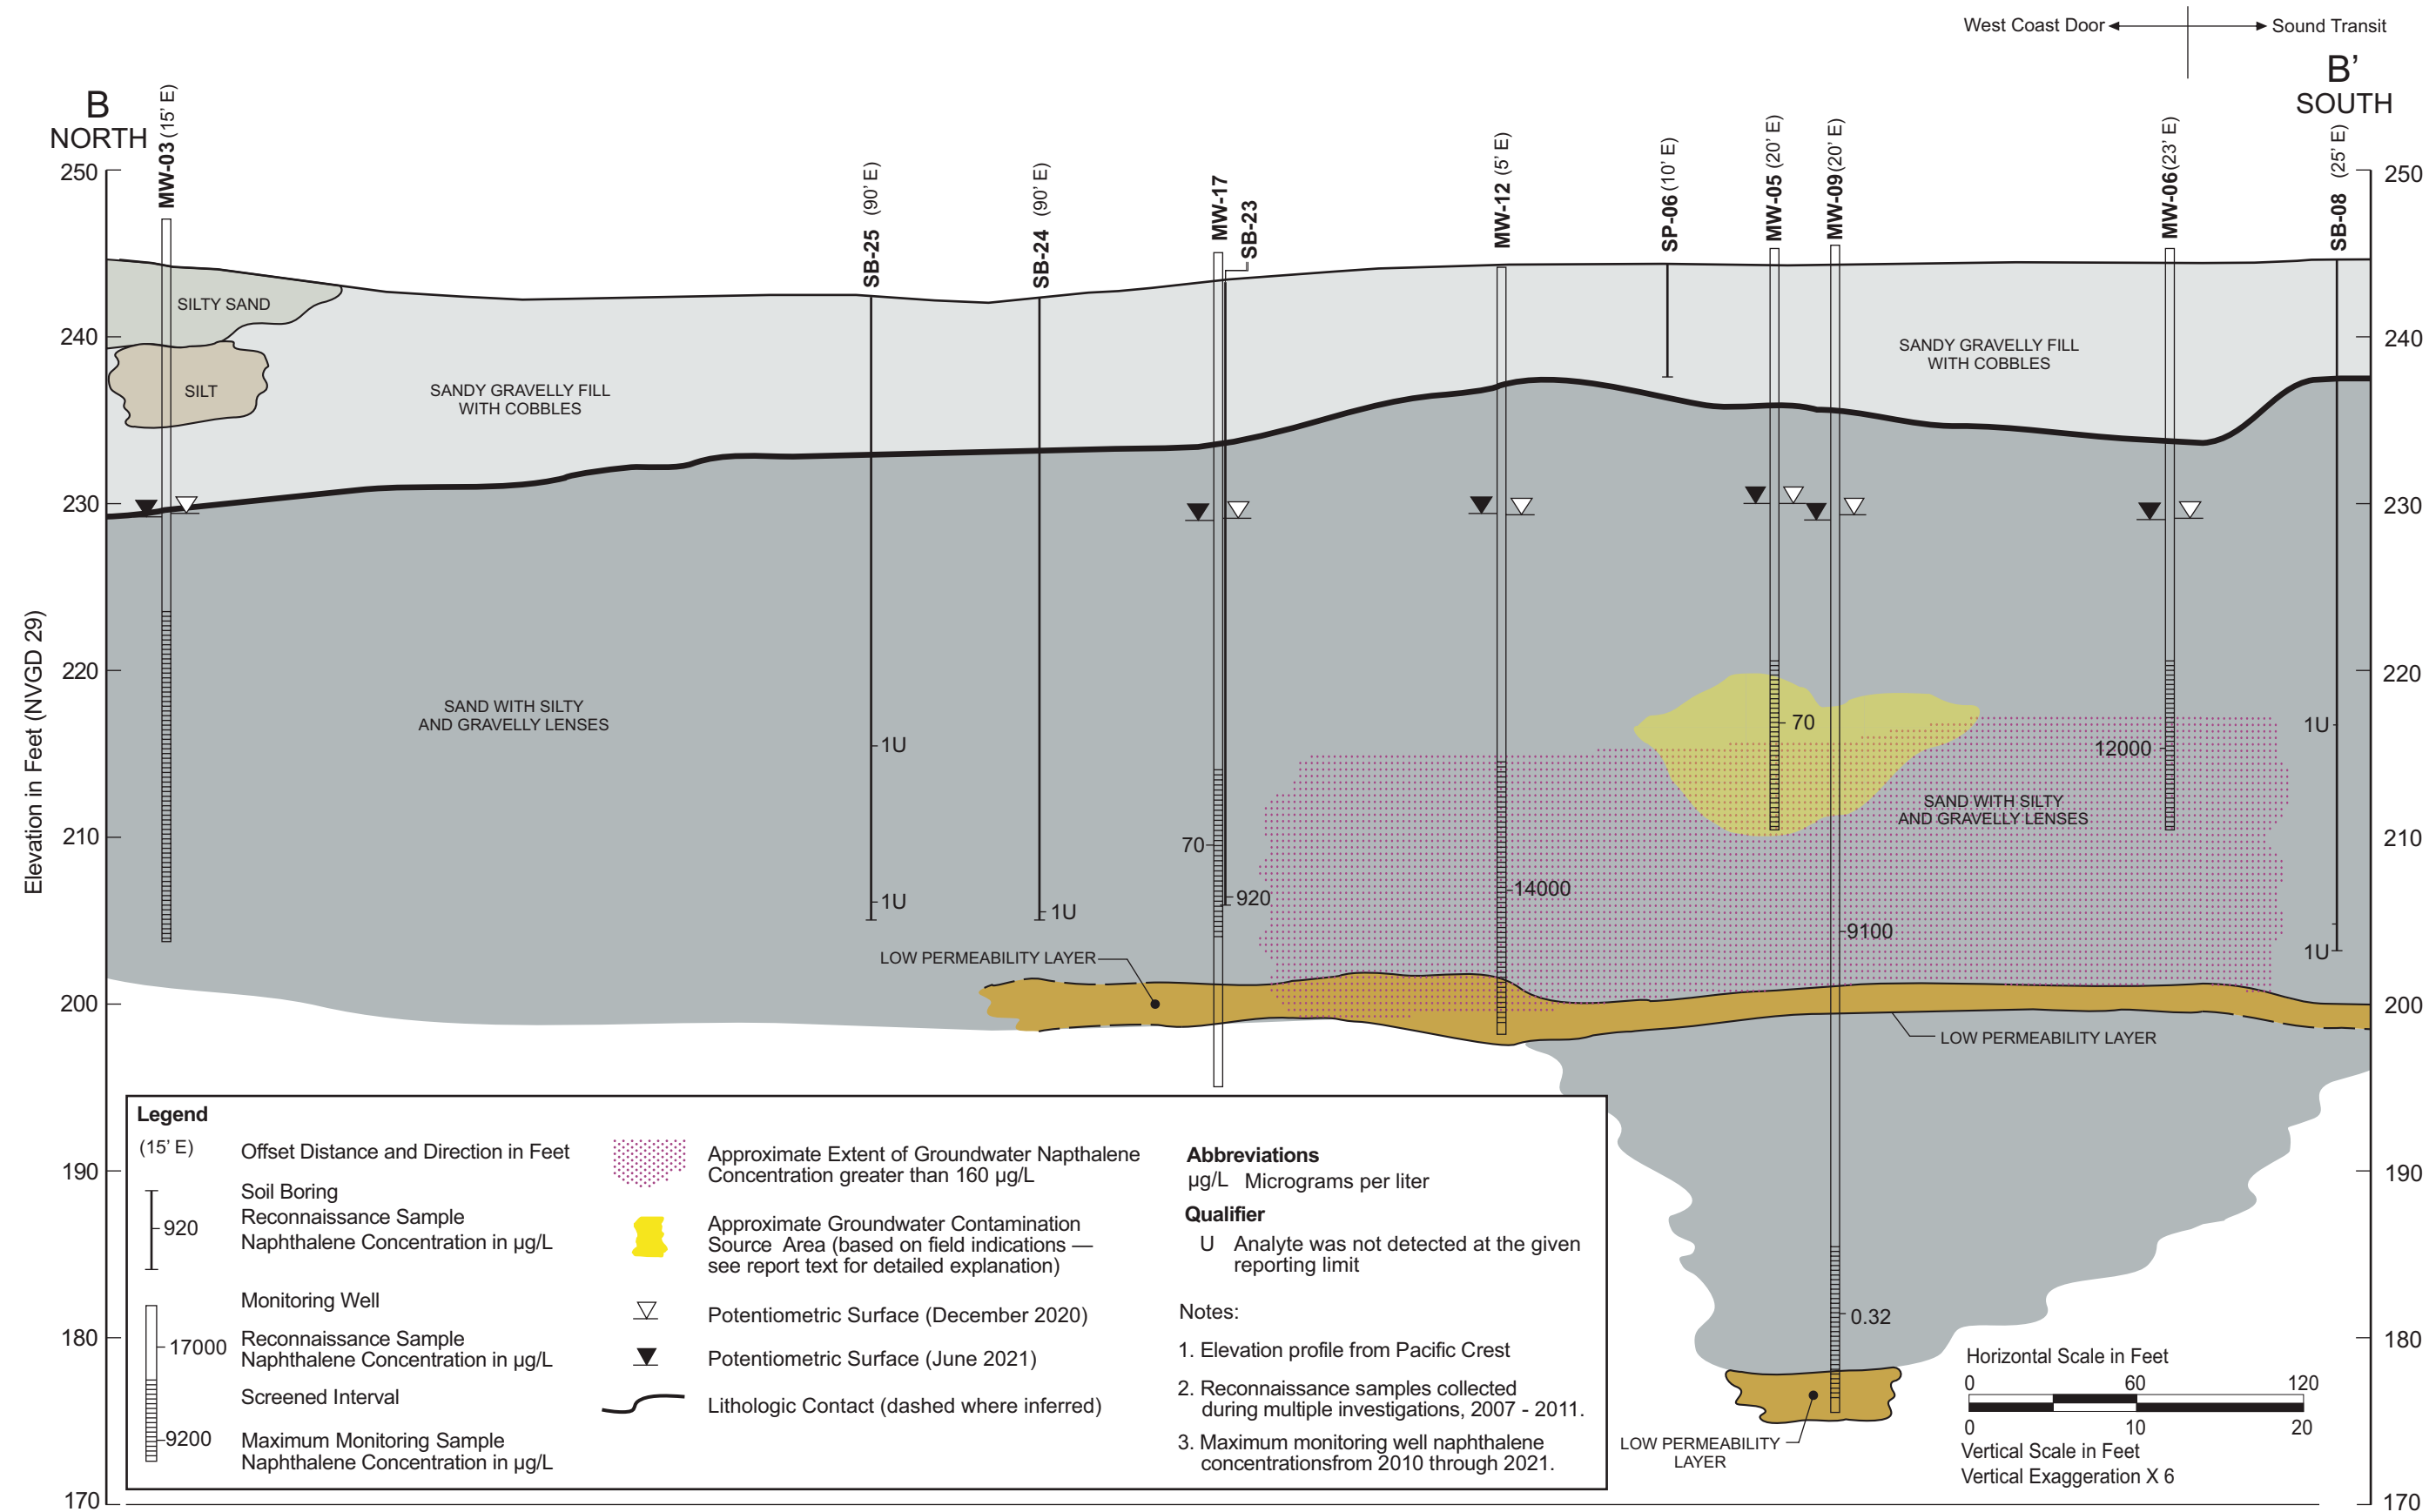 West Coast Door
Sound Transit
B
NORTH
B’
SOUTH
MW-03 (15’ E)
SB-25 (90’ E)
SB-24 (90’ E)
MW-17
SB-23
MW-12 (5’ E)
SP-06 (10’ E)
MW-05 (20’ E)
MW-09 (20’ E)
MW-06 (23’ E)
SB-08 (25’ E)
250
250
SILTY SAND
240
240
SANDY GRAVELLY FILL
WITH COBBLES
SILT
SANDY GRAVELLY FILL
WITH COBBLES
230
230
Elevation in Feet (NVGD 29)
220
220
SAND WITH SILTY
AND GRAVELLY LENSES
70
1U
1U
12000
SAND WITH SILTY
AND GRAVELLY LENSES
210
210
70
14000
920
1U
1U
9100
1U
LOW PERMEABILITY LAYER
200
200
LOW PERMEABILITY LAYER
190
190
180
180
170
170
0.32
LOW PERMEABILITY
LAYER
Legend
(15’ E)
Offset Distance and Direction in Feet
Soil Boring
920
Reconnaissance Sample
Naphthalene Concentration in µg/L
Monitoring Well
17000
Reconnaissance Sample
Naphthalene Concentration in µg/L
Screened Interval
9200
Maximum Monitoring Sample
Naphthalene Concentration in µg/L
Approximate Extent of Groundwater Napthalene
Concentration greater than 160 µg/L
Approximate Groundwater Contamination
Source Area (based on field indications —
see report text for detailed explanation)
Potentiometric Surface (December 2020)
Potentiometric Surface (June 2021)
Lithologic Contact (dashed where inferred)
Abbreviations
µg/L Micrograms per liter
Qualifier
U Analyte was not detected at the given
reporting limit
Notes:
1. Elevation profile from Pacific Crest
2. Reconnaissance samples collected
during multiple investigations, 2007 - 2011.
3. Maximum monitoring well naphthalene
concentrationsfrom 2010 through 2021.
Horizontal Scale in Feet
0 60 120
0 10 20
Vertical Scale in Feet
Vertical Exaggeration X 6